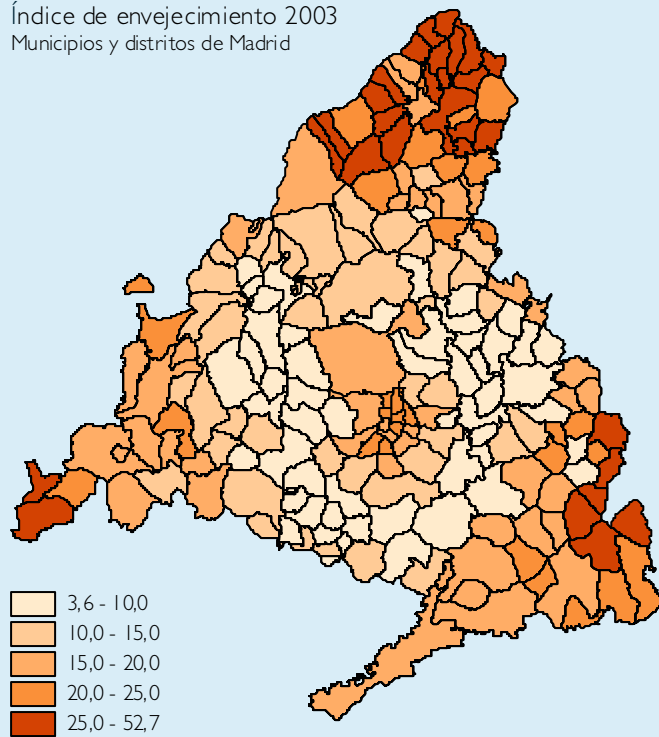 Índice de envejecimiento 2003
Municipios y distritos de Madrid
3,6 - 10,0
10,0 - 15,0
15,0 - 20,0
20,0 - 25,0
25,0 - 52,7